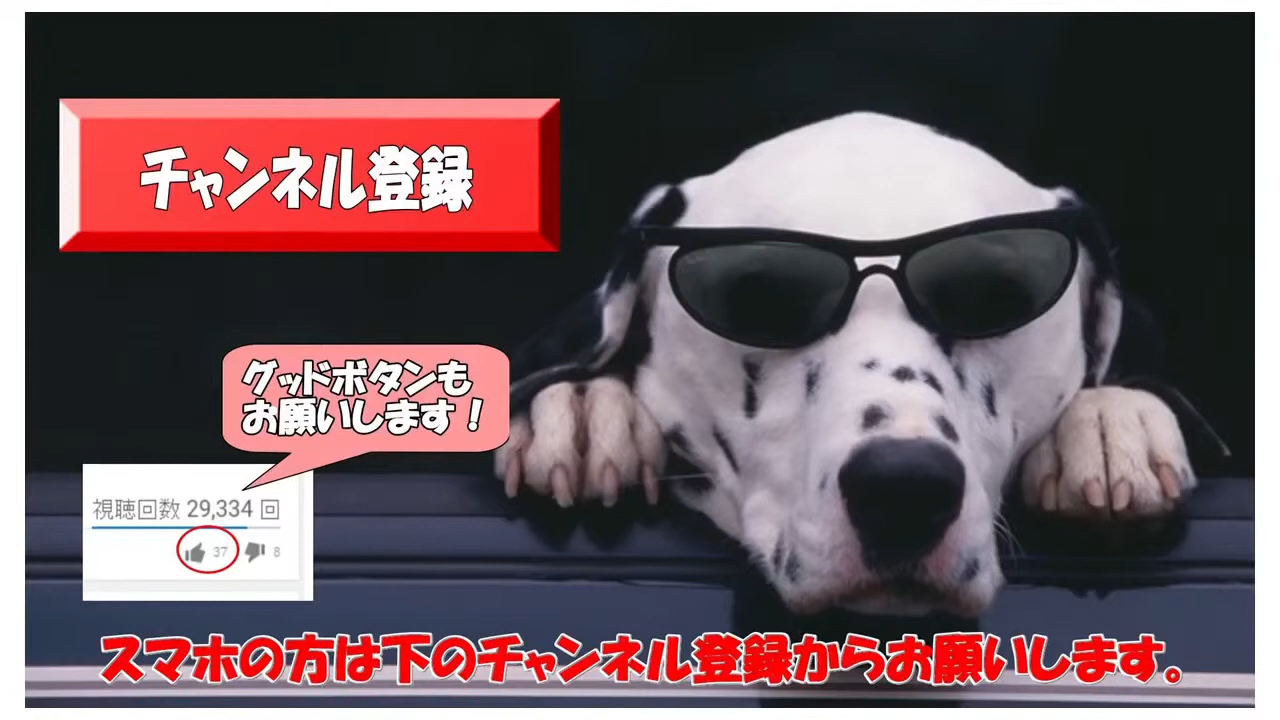 チャンネル登録
グッドボタンも
お願いします!
視聴回数 29,334 回
37 8
スマホの方は下のチャンネル登録からお願いします。